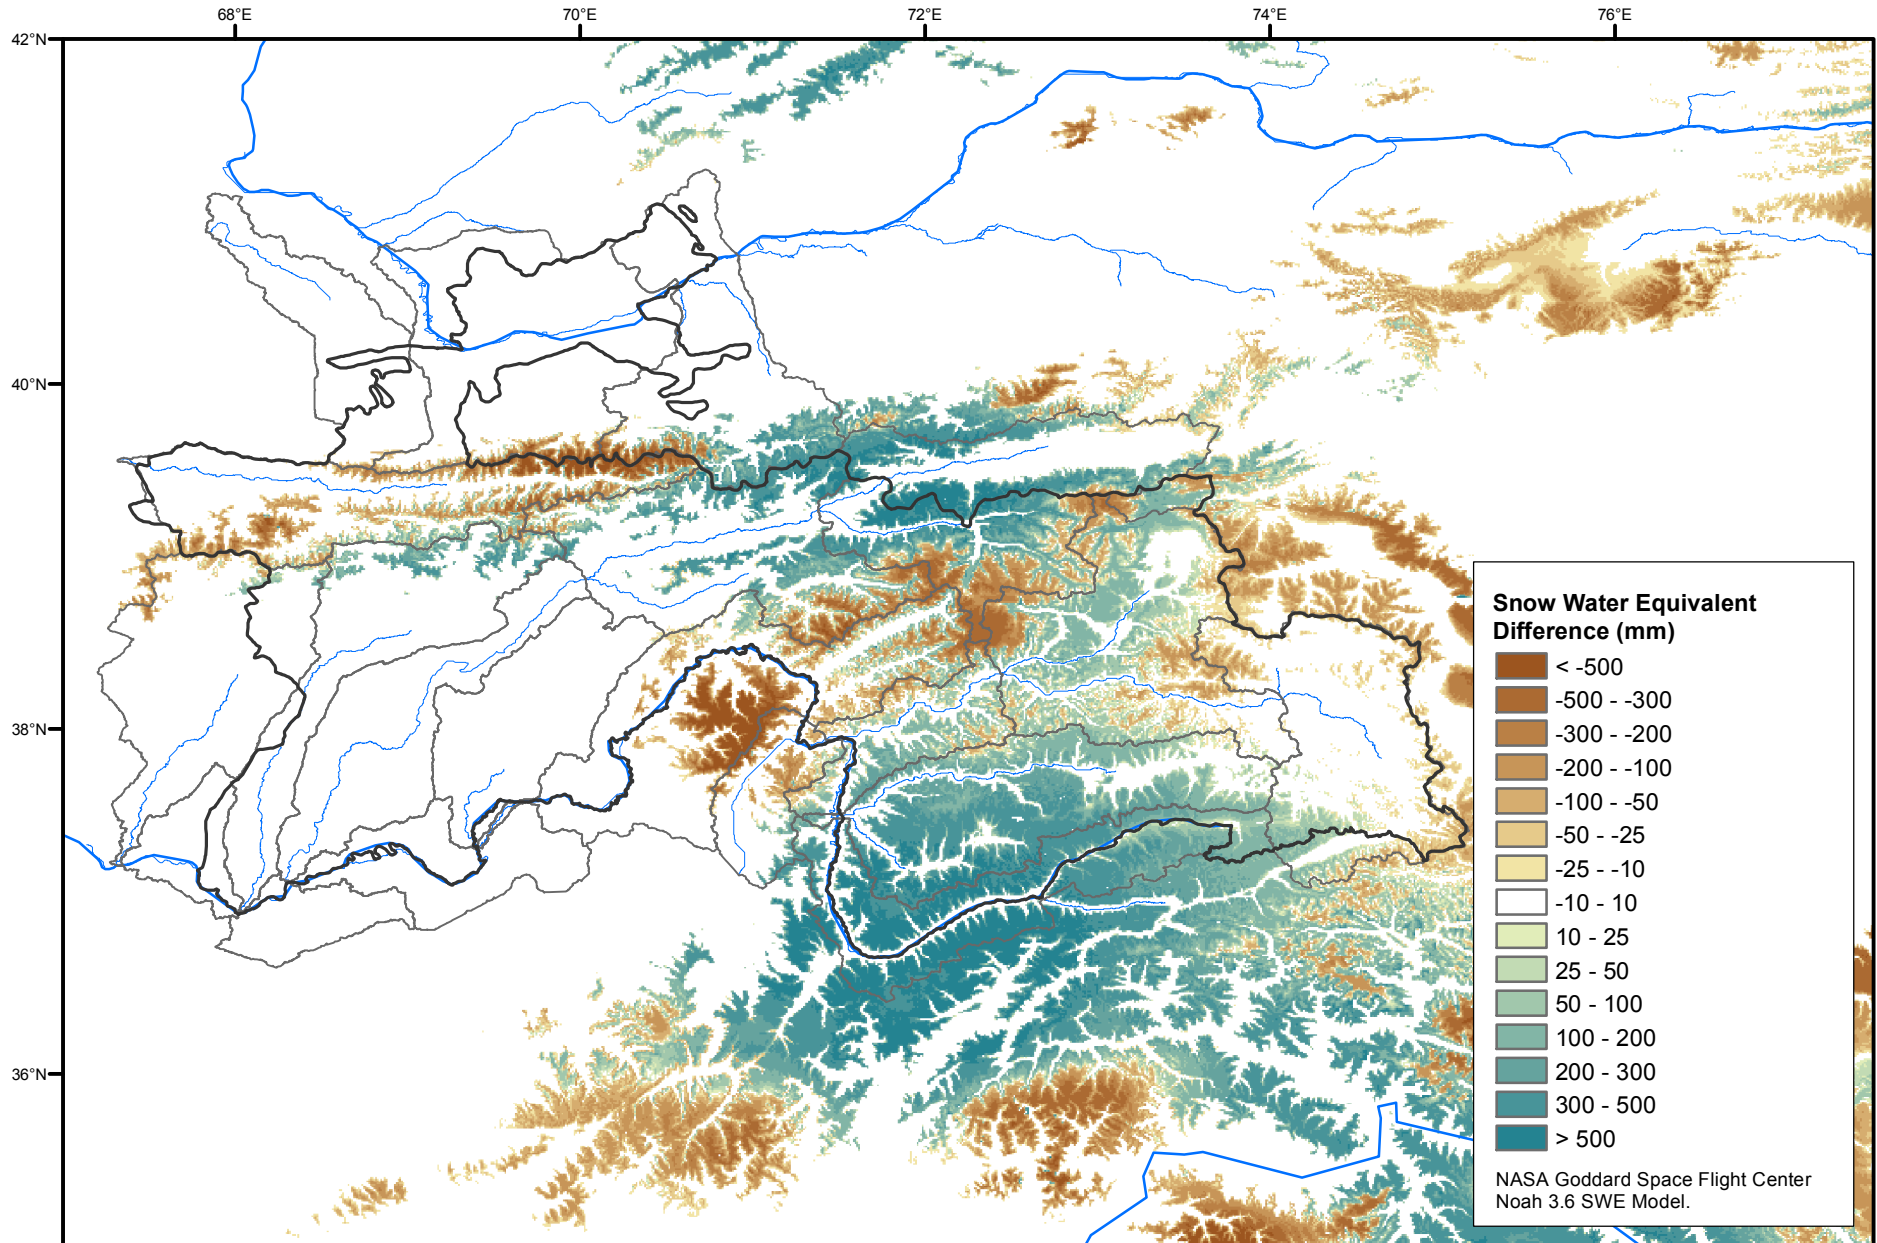 68°E 70°E 72°E 74°E 76°E
42°N
40°N
38°N
36°N
Snow Water Equivalent
Difference (mm)
< -500
-500 - -300
-300 - -200
-200 - -100
-100 - -50
-50 - -25
-25 - -10
-10 - 10
10 - 25
25 - 50
50 - 100
100 - 200
200 - 300
300 - 500
> 500
NASA Goddard Space Flight Center
Noah 3.6 SWE Model.